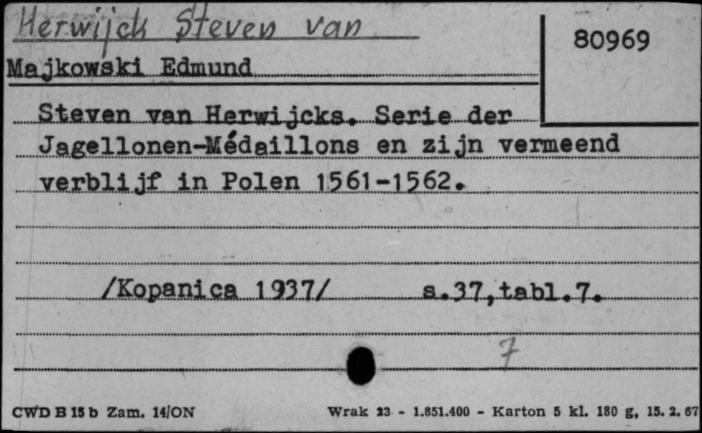 Herwijck Steven van
80969
Majkowski Edmund
Steven van Herwijcks. Serie der
Jagellonen-Médaillons en zijn vermeend
verblijf in Polen 1561-1562.
/Kopanica 1937/ s.37,tabl.7.
7
CWD B 15 b Zam. 14/ON Wrak 23 - 1.851.400 - Karton 5 kl. 180 g, 15. 2. 67